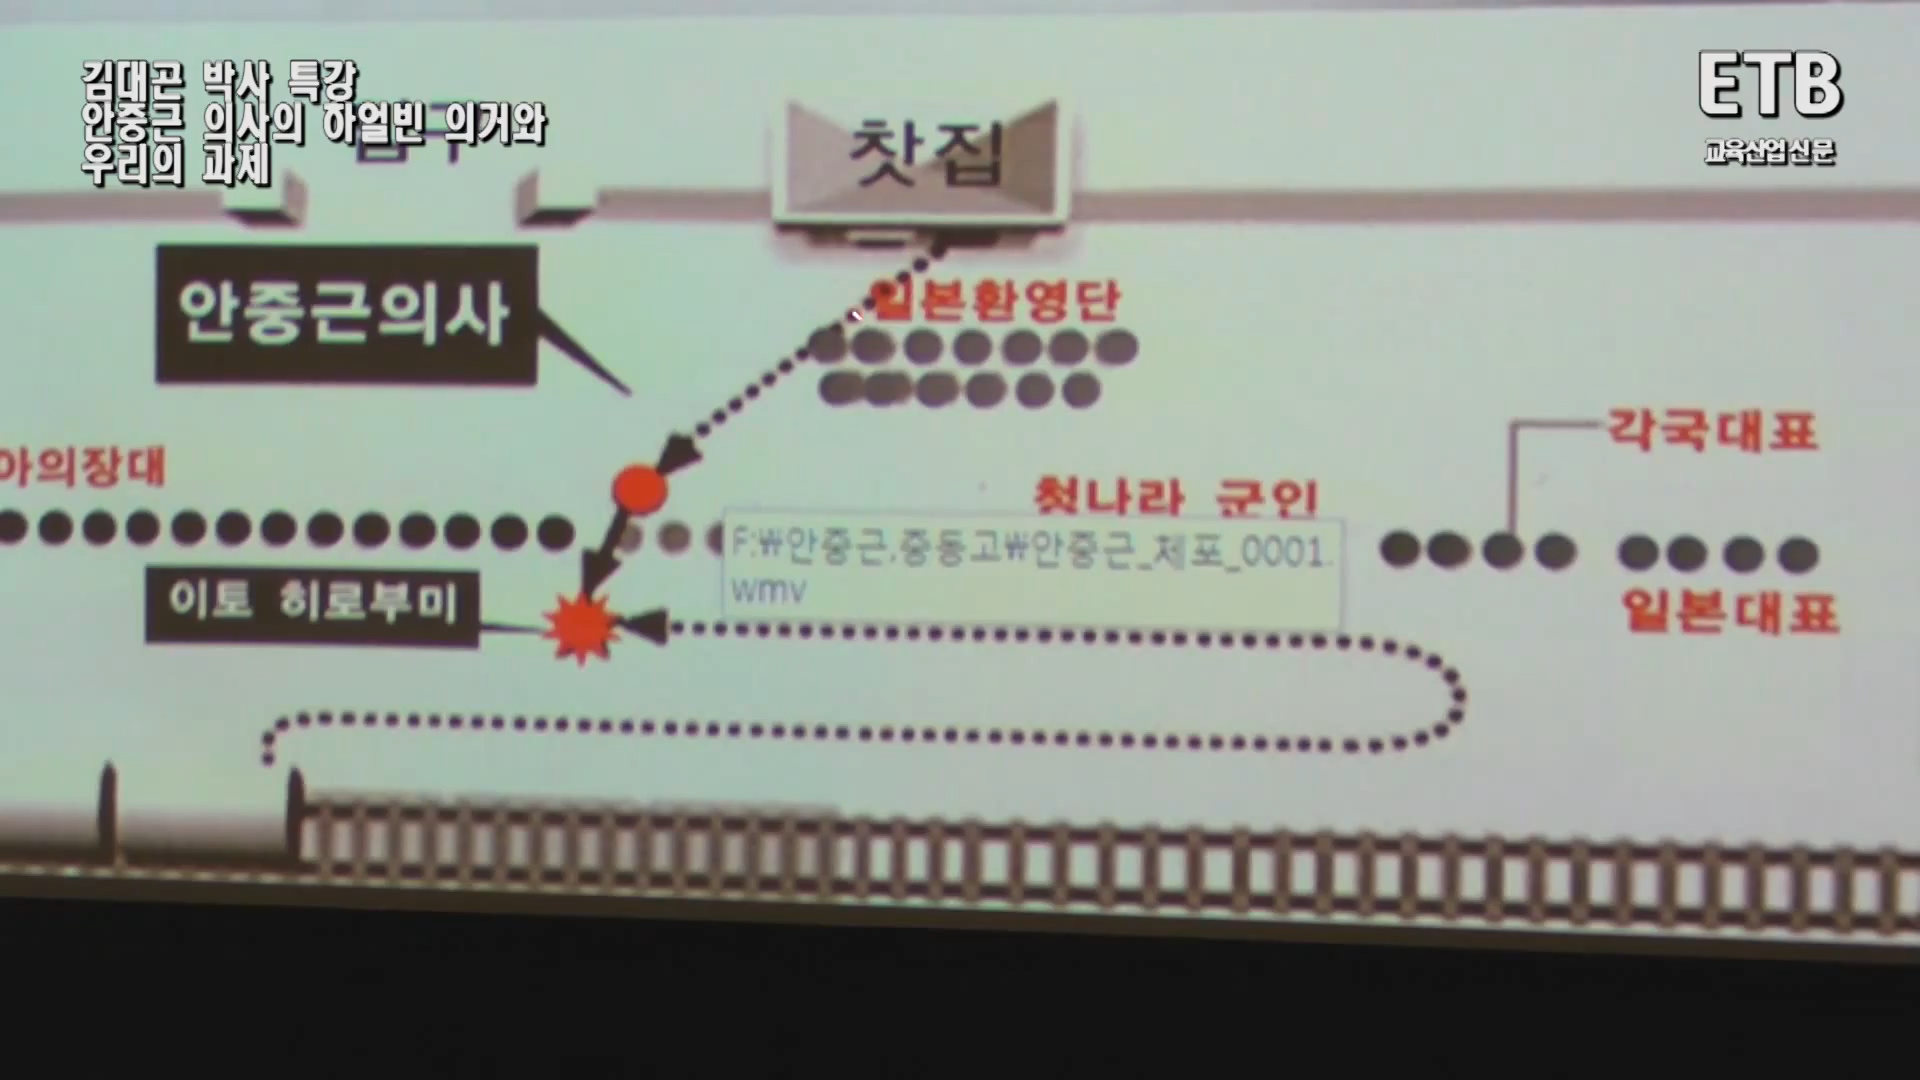 김대곤 박사 특강
안중근 의사의 하얼빈 의거와
우리의 과제
ETB
교육산업신문
찻집
안중근의사
일본환영단
각국대표
아의장대
청나라 군인
F:\안중근,중동고\안중근_체포_0001.
wmv
이토 히로부미
일본대표